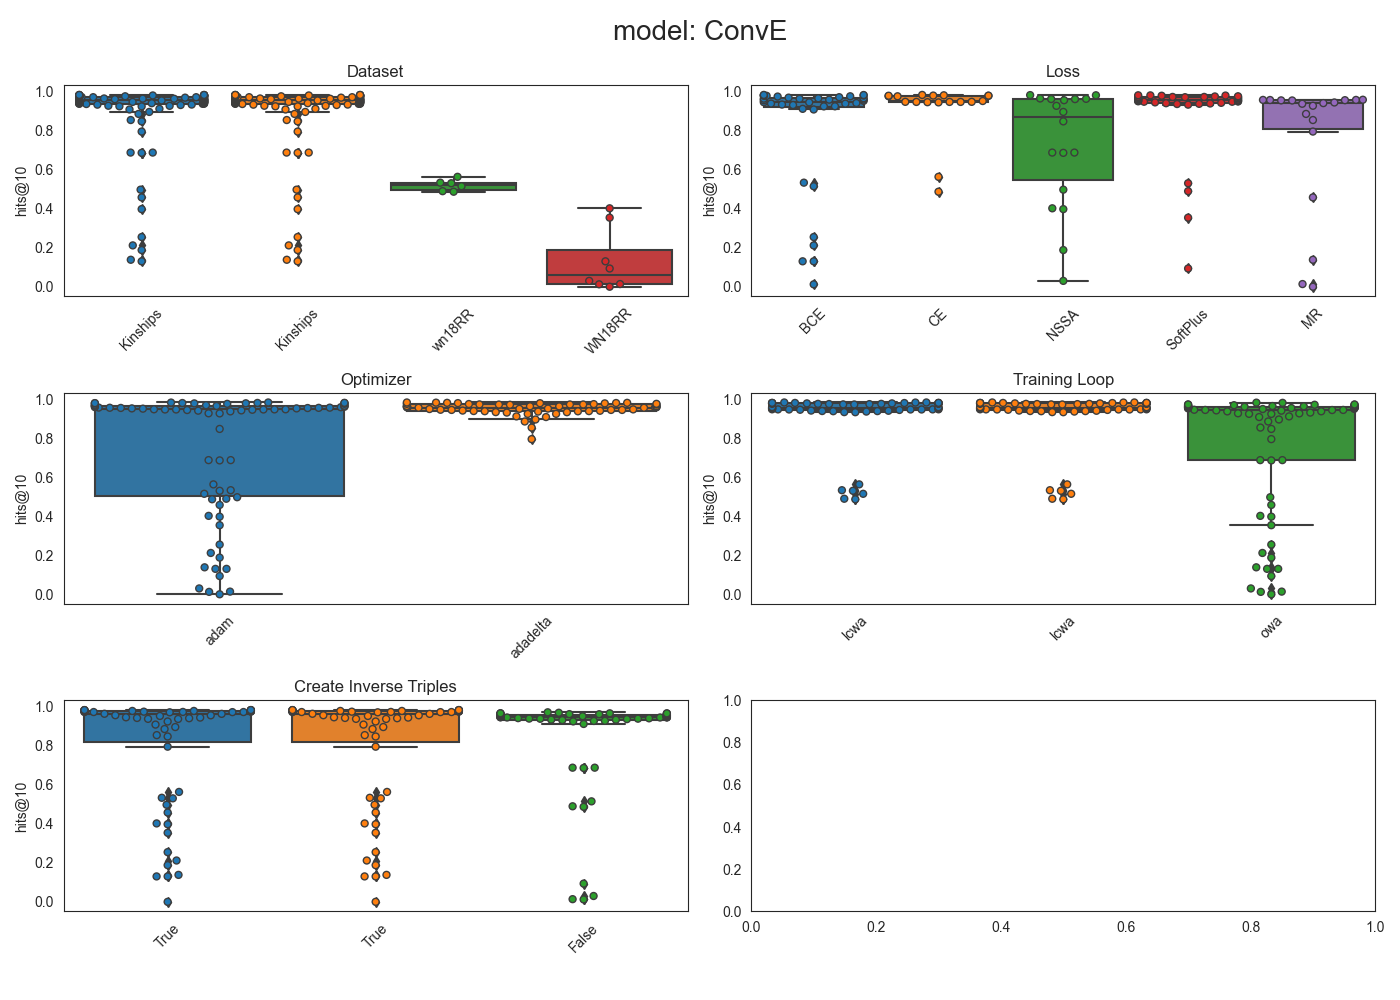 model: ConvE
Dataset
Loss
1.0
0.8
0.6
0.4
0.2
0.0
hits@10
Kinships
Kinships
wn18RR
WN18RR
1.0
0.8
0.6
0.4
0.2
0.0
hits@10
BCE
CE
NSSA
SoftPlus
MR
Optimizer
Training Loop
1.0
0.8
0.6
0.4
0.2
0.0
hits@10
adam
adadelta
1.0
0.8
0.6
0.4
0.2
0.0
hits@10
lcwa
lcwa
owa
Create Inverse Triples
1.0
0.8
0.6
0.4
0.2
0.0
hits@10
True
True
False
1.0
0.8
0.6
0.4
0.2
0.0
0.0
0.2
0.4
0.6
0.8
1.0